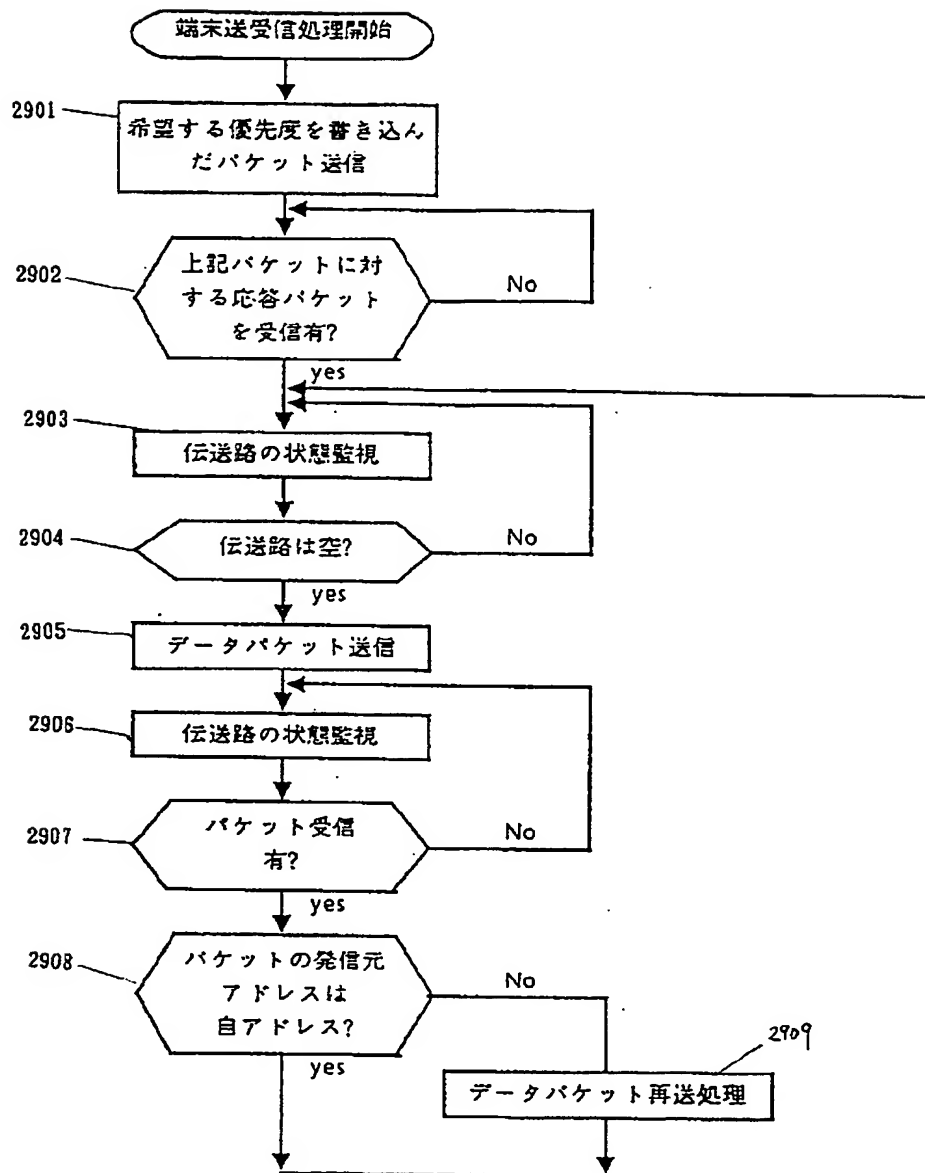 端末送受信処理開始
2901
希望する優先度を書き込ん
だパケット送信
2902
上記パケットに対
する応答パケット
を受信有?
No
yes
2903
伝送路の状態監視
2904
伝送路は空?
No
yes
2905
データパケット送信
2906
伝送路の状態監視
2907
パケット受信
有?
No
yes
2908
パケットの発信元
アドレスは
自アドレス?
No
yes
2909
データパケット再送処理